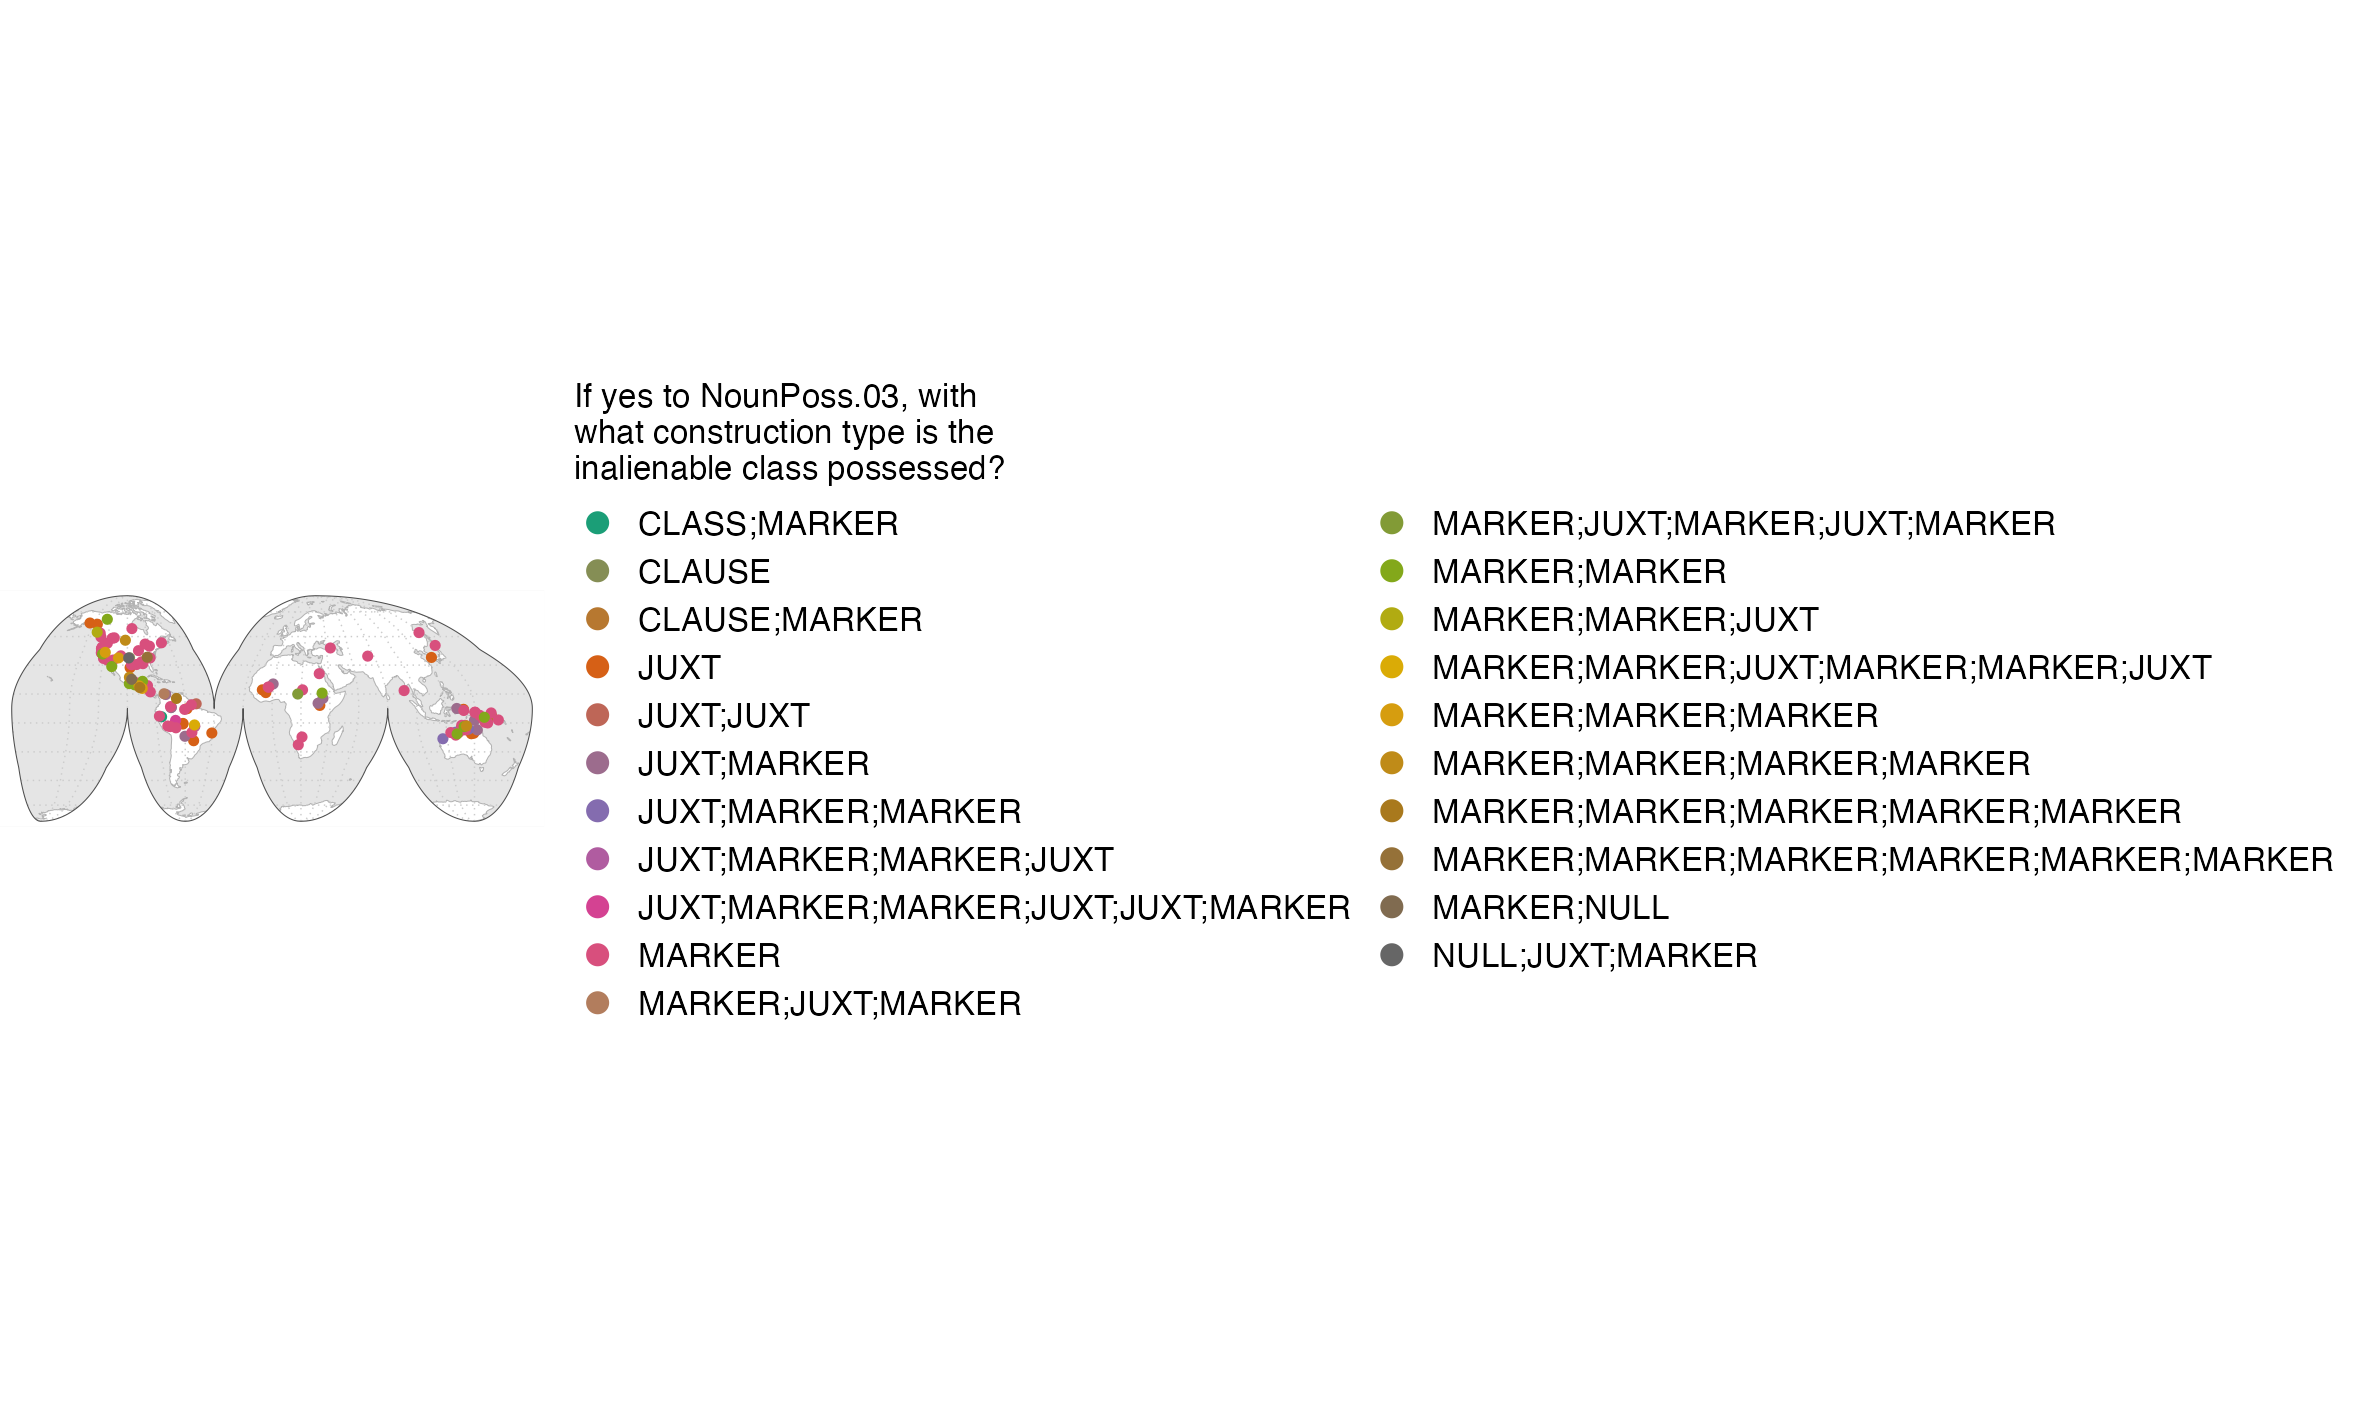 If yes to NounPoss.03, with
what construction type is the
inalienable class possessed?
CLASS;MARKER
CLAUSE
CLAUSE;MARKER
JUXT
JUXT;JUXT
JUXT;MARKER
JUXT;MARKER;MARKER
JUXT;MARKER;MARKER;JUXT
JUXT;MARKER;MARKER;JUXT;JUXT;MARKER
MARKER
MARKER;JUXT;MARKER
MARKER;JUXT;MARKER;JUXT;MARKER
MARKER;MARKER
MARKER;MARKER;JUXT
MARKER;MARKER;JUXT;MARKER;MARKER;JUXT
MARKER;MARKER;MARKER
MARKER;MARKER;MARKER;MARKER
MARKER;MARKER;MARKER;MARKER;MARKER
MARKER;MARKER;MARKER;MARKER;MARKER;MARKER
MARKER;NULL
NULL;JUXT;MARKER